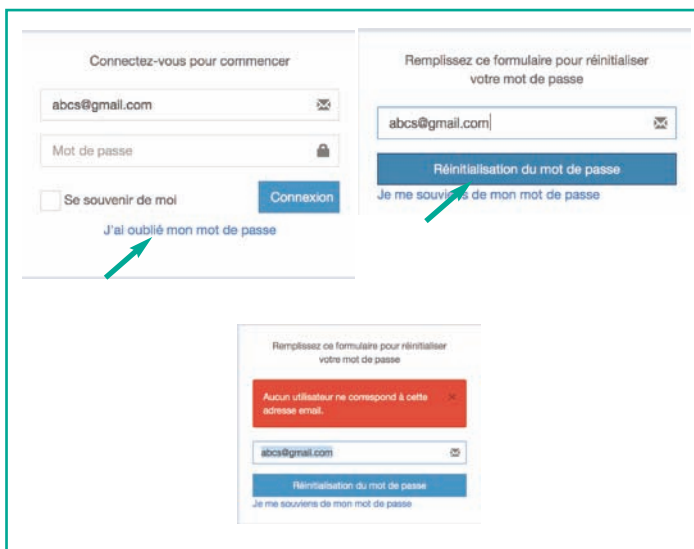 Connectez-vous pour commencer
abcs@gmail.com
Mot de passe
Se souvenir de moi
Connexion
J'ai oublié mon mot de passe
Remplissez ce formulaire pour réinitialiser
votre mot de passe
abcs@gmail.com
Réinitialisation du mot de passe
Je me souviens de mon mot de passe
Remplissez ce formulaire pour réinitialiser
votre mot de passe
Aucun utilisateur ne correspond à cette
adresse email.
abcs@gmail.com
Réinitialisation du mot de passe
Je me souviens de mon mot de passe